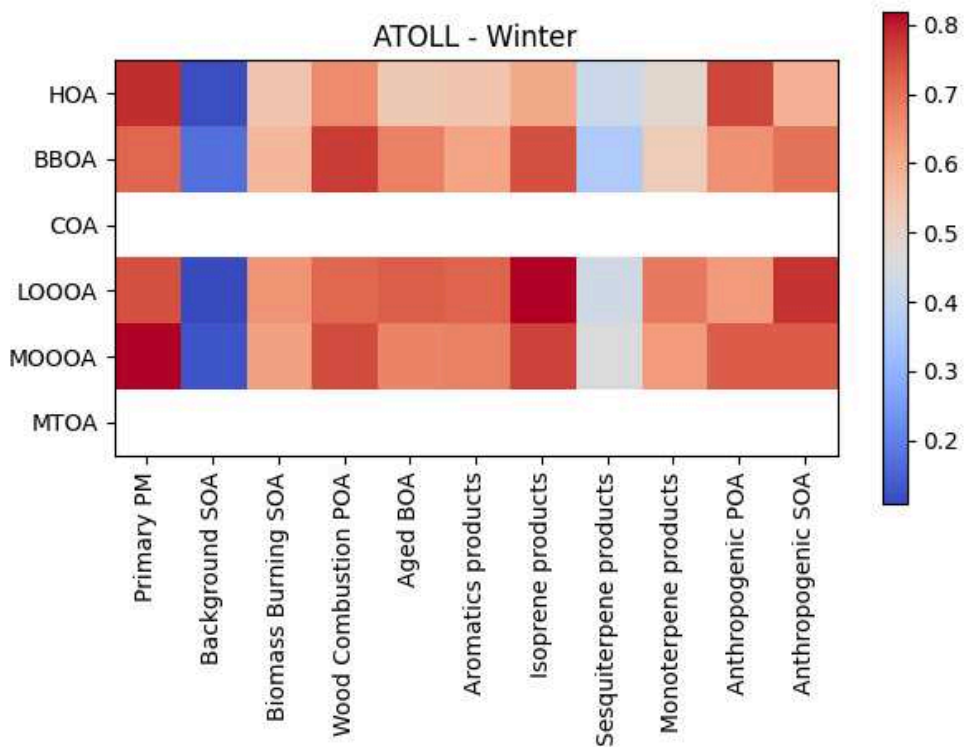 ATOLL - Winter
HOA
BBOA
COA
LOOOA
MOOOA
MTOA
Primary PM
Background SOA
Biomass Burning SOA
Wood Combustion POA
Aged BOA
Aromatics products
Isoprene products
Sesquiterpene products
Monoterpene products
Anthropogenic POA
Anthropogenic SOA
0.8
0.7
0.6
0.5
0.4
0.3
0.2